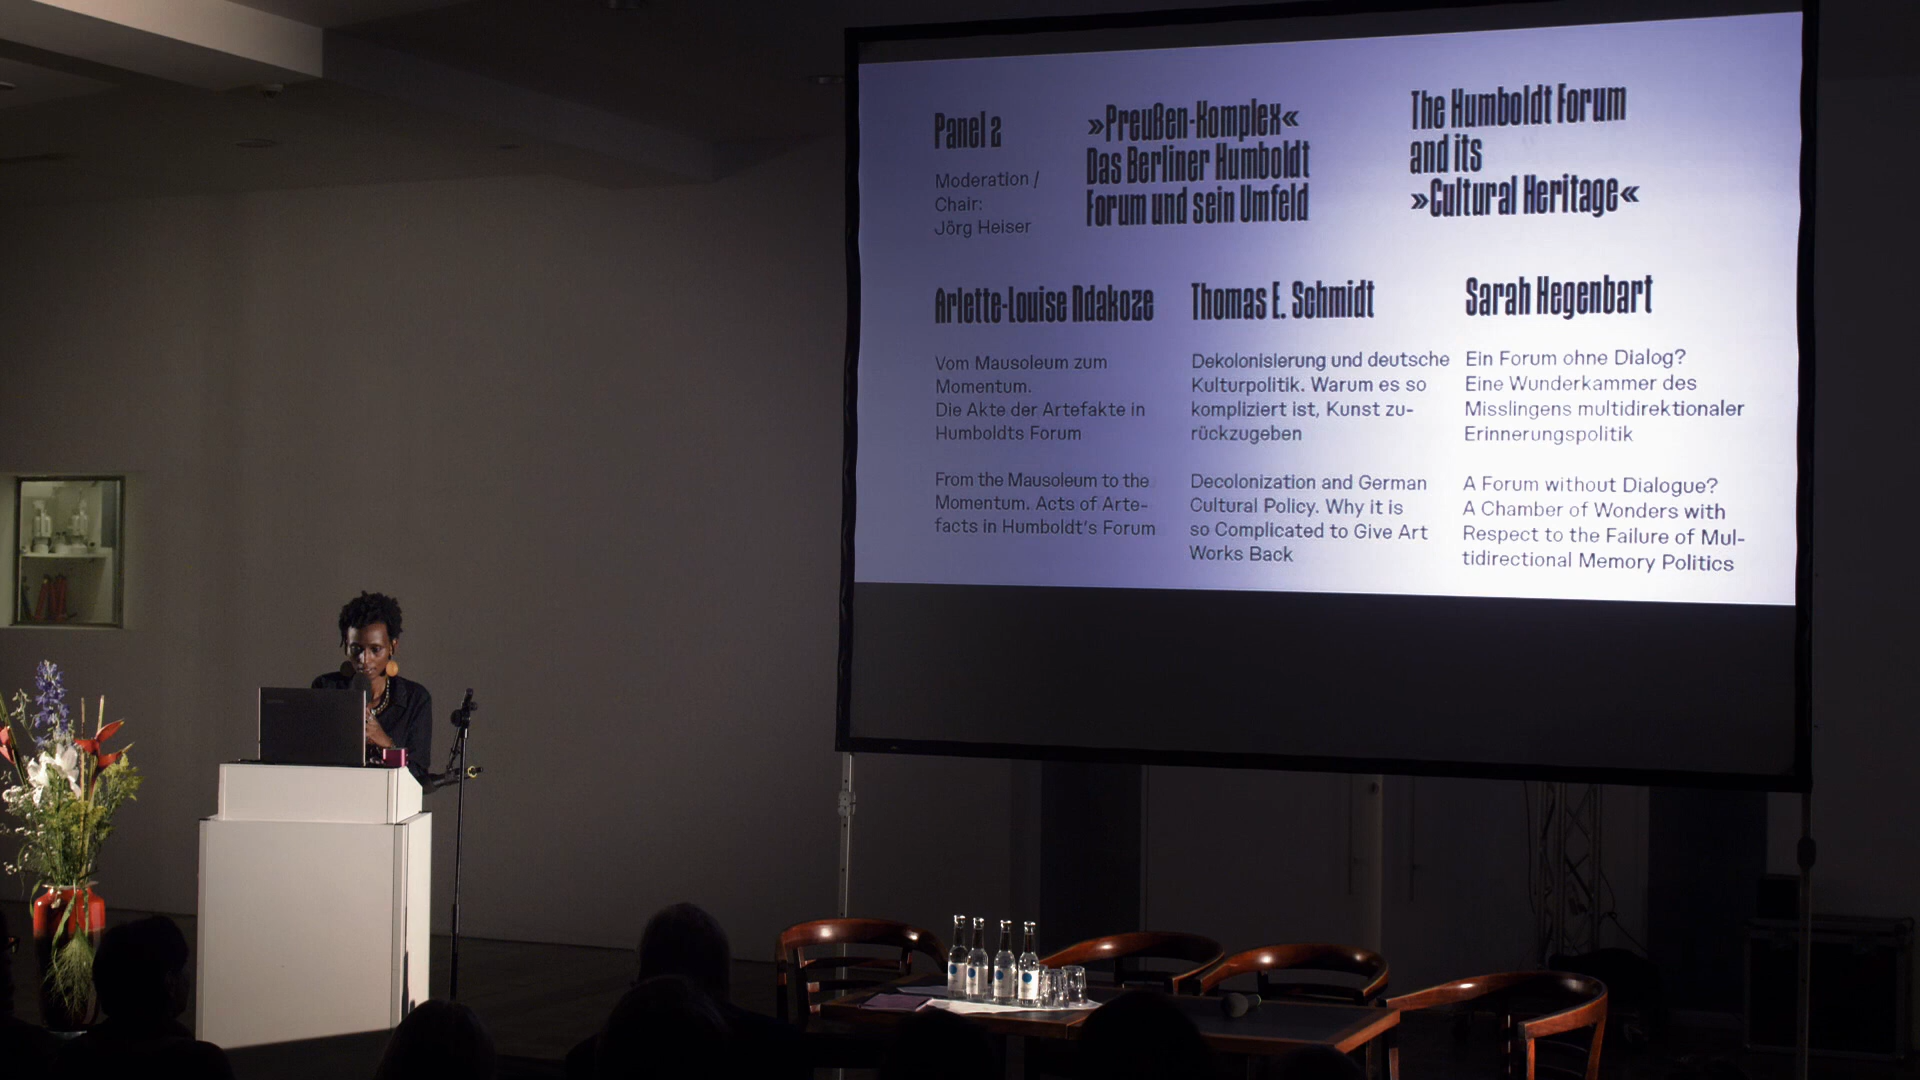 Panel 2
Moderation /
Chair:
Jörg Heiser
»Preußen-Komplex«
Das Berliner Humboldt
Forum und sein Umfeld
The Humboldt Forum
and its
»Cultural Heritage«
Arlette-Louise Ndakoze
Vom Mausoleum zum
Momentum.
Die Akte der Artefakte in
Humboldts Forum
From the Mausoleum to the
Momentum. Acts of Arte-
facts in Humboldt's Forum
Thomas E. Schmidt
Dekolonisierung und deutsche
Kulturpolitik. Warum es so
kompliziert ist, Kunst zu-
rückzugeben
Decolonization and German
Cultural Policy. Why it is
so Complicated to Give Art
Works Back
Sarah Hegenbart
Ein Forum ohne Dialog?
Eine Wunderkammer des
Misslingens multidirektionaler
Erinnerungspolitik
A Forum without Dialogue?
A Chamber of Wonders with
Respect to the Failure of Mul-
tidirectional Memory Politics